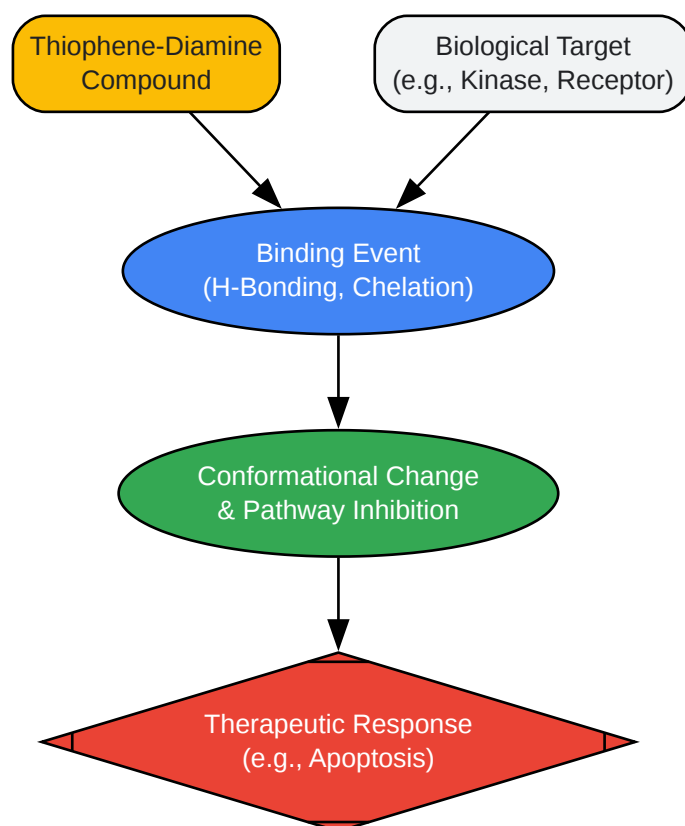 Thiophene-Diamine
Compound
Biological Target
(e.g., Kinase, Receptor)
Binding Event
(H-Bonding, Chelation)
Conformational Change
& Pathway Inhibition
Therapeutic Response
(e.g., Apoptosis)